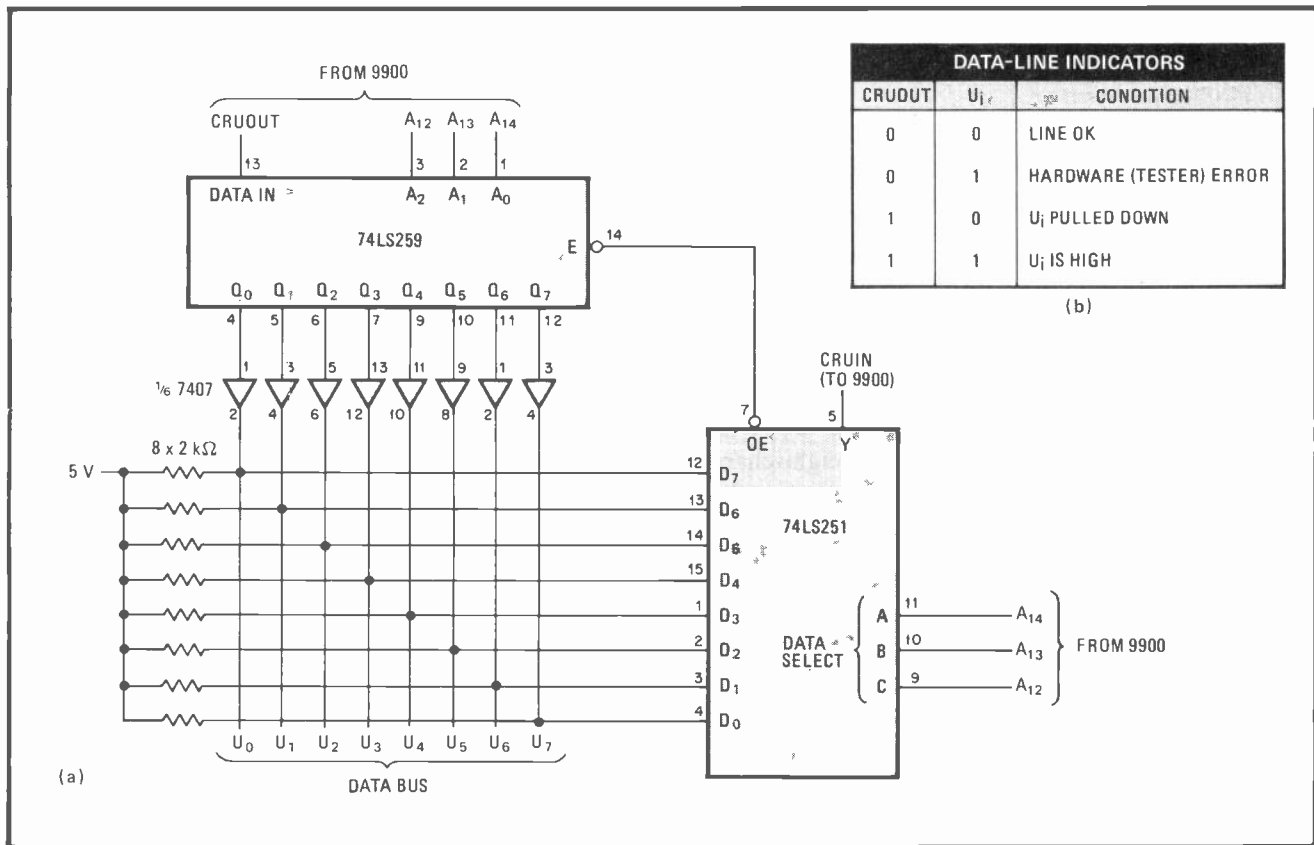 FROM 9900
CRUOUT A12 A13 A14
13 3 2 1
DATA IN A2 A1 A0
74LS259
E 14
Q0 Q1 Q2 Q3 Q4 Q5 Q6 Q7
4 5 6 7 9 10 11 12
1/6 7407
1 3 5 13 11 9 1 3
2 4 6 12 10 8 2 4
8 x 2 kΩ
5 V
U0 U1 U2 U3 U4 U5 U6 U7
DATA BUS
(a)
DATA-LINE INDICATORS
CRUOUT Ui CONDITION
0 0 LINE OK
0 1 HARDWARE (TESTER) ERROR
1 0 Ui PULLED DOWN
1 1 Ui IS HIGH
(b)
CRUIN
(TO 9900)
7 5
OE Y
74LS251
12 D7
13 D6
14
15 D4
1 D3
2 D2
3 D1
4 D0
DATA
SELECT
A 11 A14
B 10 A13
C 9 A12
FROM 9900